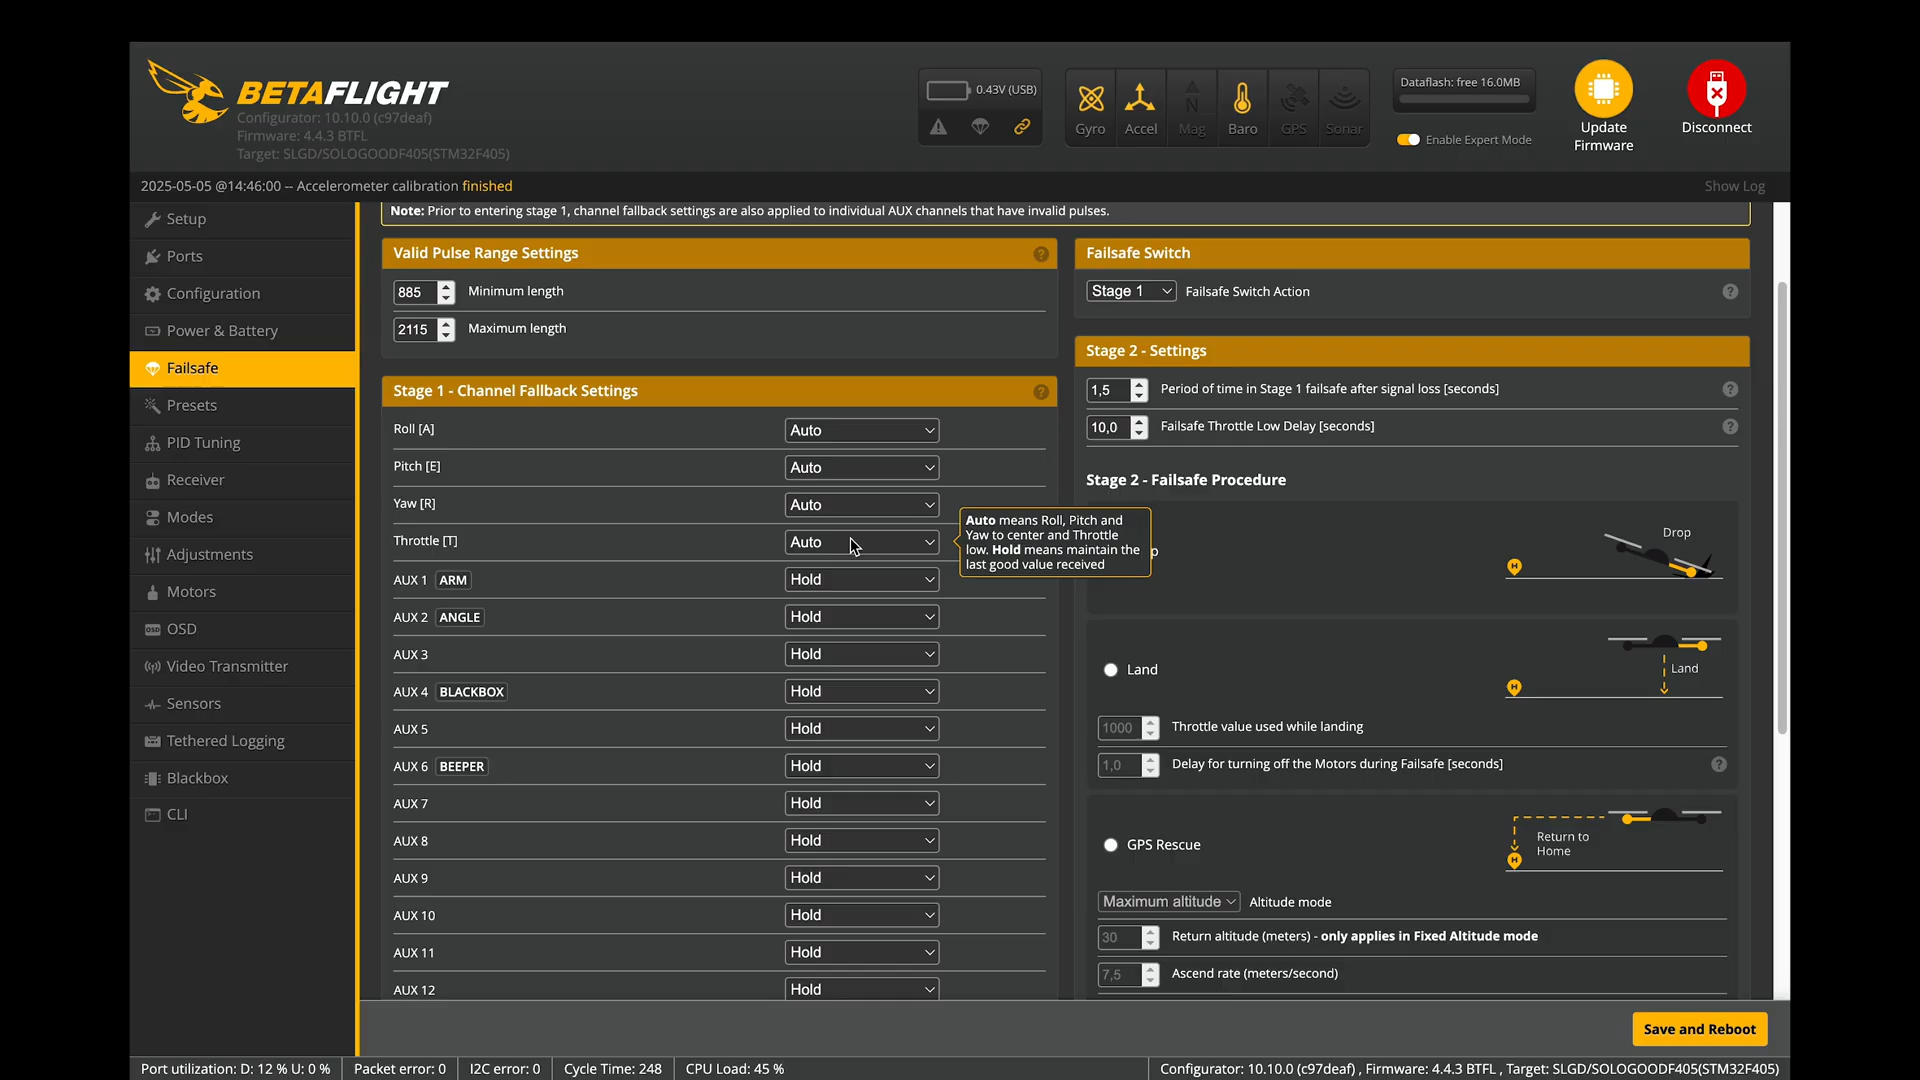 BETAFLIGHT
Configurator: 10.10.0 (c97deaf)
Firmware: 4.4.3 BTFL
Target: SLGD/SOLOGOODF405(STM32F405)
0.43V (USB)
Gyro
Accel
Mag
Baro
GPS
Sonar
Dataflash: free 16.0MB
Enable Expert Mode
Update
Firmware
Disconnect
2025-05-05 @14:46:00 -- Accelerometer calibration finished
Show Log
Setup
Ports
Configuration
Power & Battery
Failsafe
Presets
PID Tuning
Receiver
Modes
Adjustments
Motors
OSD
Video Transmitter
Sensors
Tethered Logging
Blackbox
CLI
Note: Prior to entering stage 1, channel fallback settings are also applied to individual AUX channels that have invalid pulses.
Valid Pulse Range Settings
885 Minimum length
2115 Maximum length
Stage 1 - Channel Fallback Settings
Roll [A] Auto
Pitch [E] Auto
Yaw [R] Auto
Throttle [T] Auto
AUX 1 ARM Hold
AUX 2 ANGLE Hold
AUX 3 Hold
AUX 4 BLACKBOX Hold
AUX 5 Hold
AUX 6 BEEPER Hold
AUX 7 Hold
AUX 8 Hold
AUX 9 Hold
AUX 10 Hold
AUX 11 Hold
AUX 12 Hold
Auto means Roll, Pitch and
Yaw to center and Throttle
low. Hold means maintain the
last good value received
Failsafe Switch
Stage 1 Failsafe Switch Action
Stage 2 - Settings
1,5 Period of time in Stage 1 failsafe after signal loss [seconds]
10,0 Failsafe Throttle Low Delay [seconds]
Stage 2 - Failsafe Procedure
p
Drop
H
Land
Land
H
1000 Throttle value used while landing
1,0 Delay for turning off the Motors during Failsafe [seconds]
GPS Rescue
Return to
Home
H
Maximum altitude Altitude mode
30 Return altitude (meters) - only applies in Fixed Altitude mode
7,5 Ascend rate (meters/second)
Save and Reboot
Port utilization: D: 12 % U: 0 %
Packet error: 0
I2C error: 0
Cycle Time: 248
CPU Load: 45 %
Configurator: 10.10.0 (c97deaf) , Firmware: 4.4.3 BTFL , Target: SLGD/SOLOGOODF405(STM32F405)